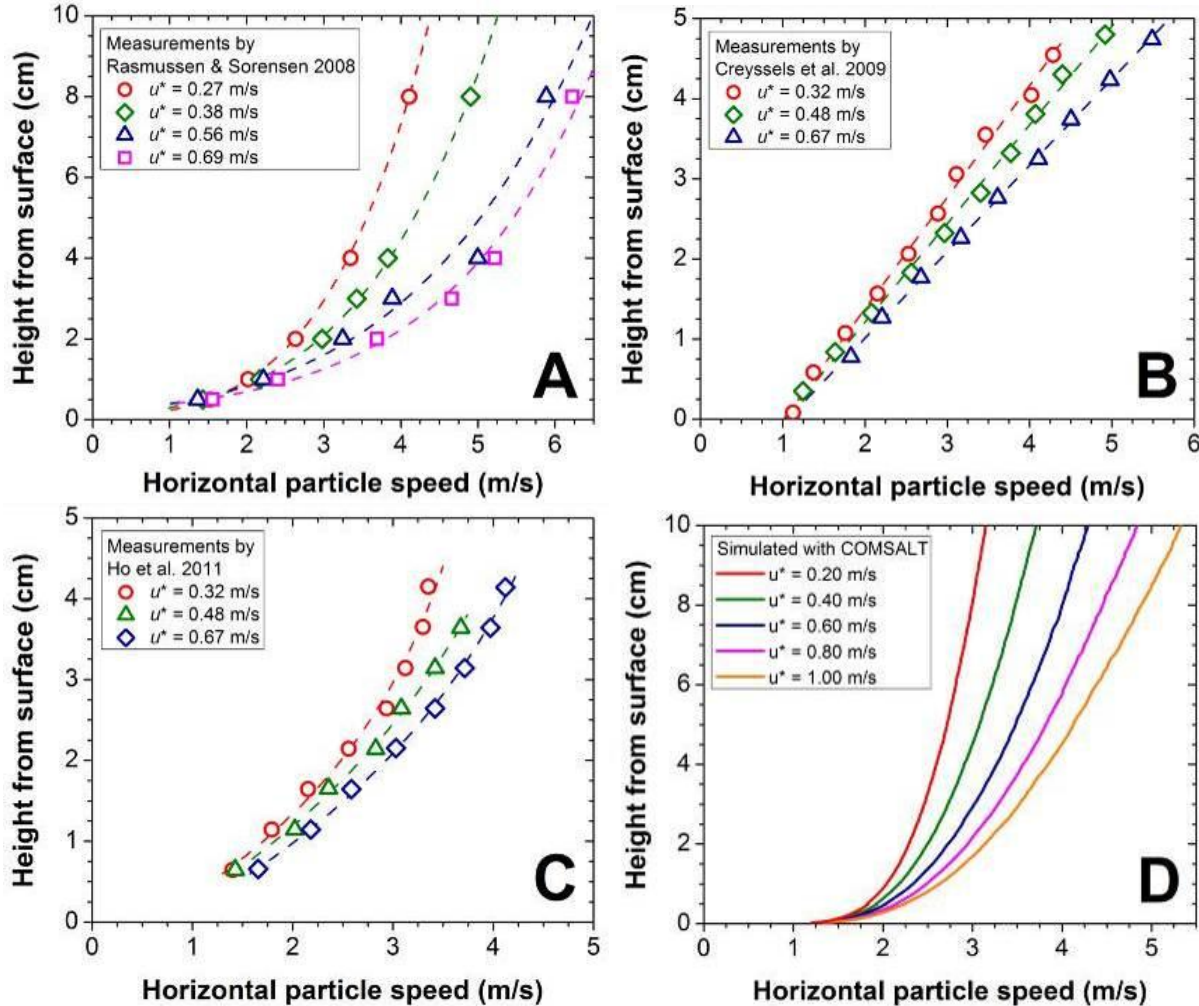 Height from surface (cm)
10
8
6
4
2
0
Measurements by
Rasmussen & Sorensen 2008
u* = 0.27 m/s
u* = 0.38 m/s
u* = 0.56 m/s
u* = 0.69 m/s
A
0 1 2 3 4 5 6
Horizontal particle speed (m/s)
Height from surface (cm)
5
4
3
2
1
0
Measurements by
Creyssels et al. 2009
u* = 0.32 m/s
u* = 0.48 m/s
u* = 0.67 m/s
B
0 1 2 3 4 5 6
Horizontal particle speed (m/s)
Height from surface (cm)
5
4
3
2
1
0
Measurements by
Ho et al. 2011
u* = 0.32 m/s
u* = 0.48 m/s
u* = 0.67 m/s
C
0 1 2 3 4 5
Horizontal particle speed (m/s)
Height from surface (cm)
10
8
6
4
2
0
Simulated with COMSALT
u* = 0.20 m/s
u* = 0.40 m/s
u* = 0.60 m/s
u* = 0.80 m/s
u* = 1.00 m/s
D
0 1 2 3 4 5
Horizontal particle speed (m/s)